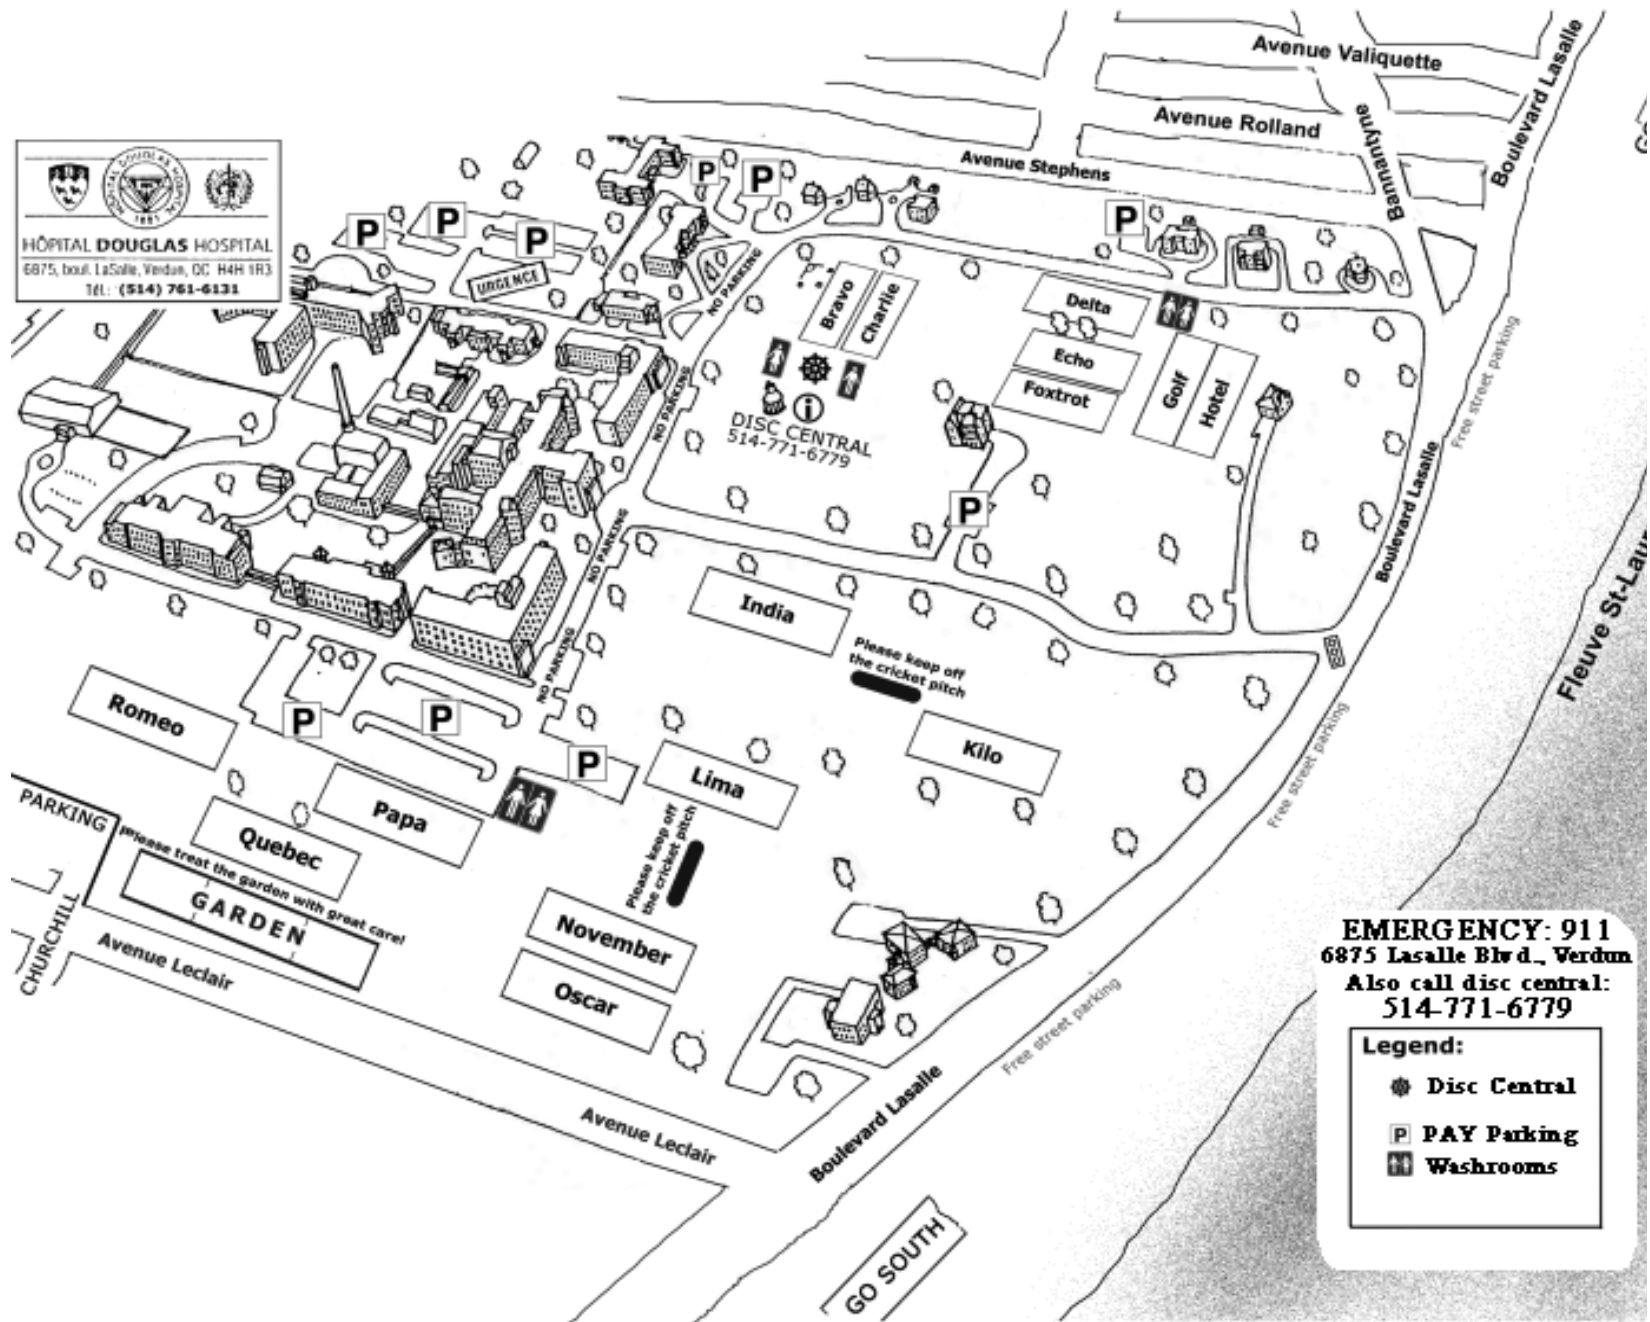 Avenue Valiquette
Boulevard Lasalle
Avenue Rolland
Bannantyne
Avenue Stephens
P
P
P
HÔPITAL DOUGLAS HOSPITAL
1881
HÔPITAL DOUGLAS HOSPITAL
6875, boul. LaSalle, Verdun, QC H4H 1R3
Tél.: (514) 761-6131
P
P
P
URGENCE
NO PARKING
Bravo
Charlie
Delta
Echo
Foxtrot
Golf
Hotel
Free street parking
NO PARKING
i
DISC CENTRAL
514-771-6779
Boulevard Lasalle
P
NO PARKING
Fleuve St-Laur
India
Please keep off
the cricket pitch
NO PARKING
Romeo
P
P
P
Kilo
Lima
Free street parking
PARKING
Papa
Quebec
Please keep off
the cricket pitch
Please treat the garden with great care!
GARDEN
CHURCHILL
November
Oscar
Avenue Leclair
Free street parking
Avenue Leclair
Boulevard Lasalle
GO SOUTH
EMERGENCY: 911
6875 Lasalle Blvd., Verdun
Also call disc central:
514-771-6779
Legend:
Disc Central
P PAY Parking
Washrooms